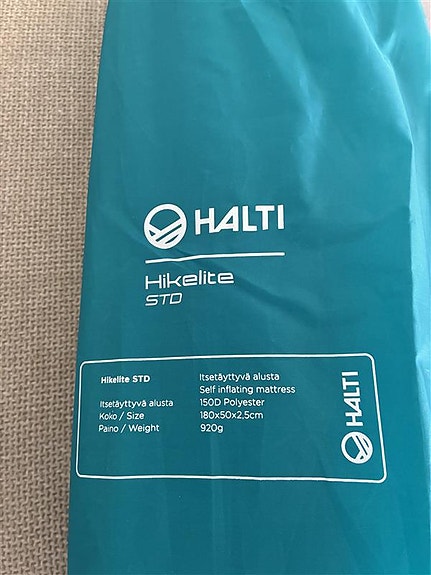 HALTI
Hikelite
STD
Hikelite STD
Itsetäyttyvä alusta
Self inflating mattress
Itsetäyttyvä alusta 150D Polyester
Koko / Size 180x50x2,5cm
Paino / Weight 920g
HALTI